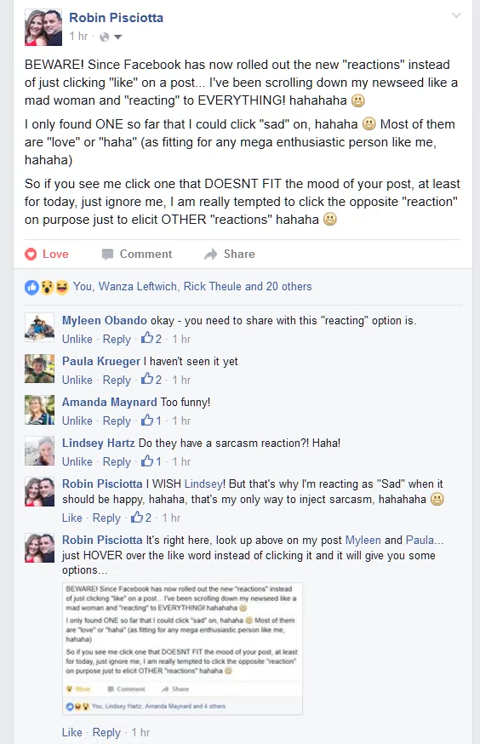 Robin Pisciotta
1 hr ·
BEWARE! Since Facebook has now rolled out the new "reactions" instead
of just clicking "like" on a post... I've been scrolling down my newseed like a
mad woman and "reacting" to EVERYTHING! hahahaha 😀
I only found ONE so far that I could click "sad" on, hahaha 😀 Most of them
are "love" or "haha" (as fitting for any mega enthusiastic person like me,
hahaha)
So if you see me click one that DOESNT FIT the mood of your post, at least
for today, just ignore me, I am really tempted to click the opposite "reaction"
on purpose just to elicit OTHER "reactions" hahaha 😀
Love Comment Share
You, Wanza Leftwich, Rick Theule and 20 others
Myleen Obando okay - you need to share with this "reacting" option is.
Unlike · Reply · 2 · 1 hr
Paula Krueger I haven't seen it yet
Unlike · Reply · 2 · 1 hr
Amanda Maynard Too funny!
Unlike · Reply · 1 · 1 hr
Lindsey Hartz Do they have a sarcasm reaction?! Haha!
Unlike · Reply · 1 · 1 hr
Robin Pisciotta I WISH Lindsey! But that's why I'm reacting as "Sad" when it
should be happy, hahaha, that's my only way to inject sarcasm, hahahaha 😀
Like · Reply · 2 · 1 hr
Robin Pisciotta It's right here, look up above on my post Myleen and Paula...
just HOVER over the like word instead of clicking it and it will give you some
options...
BEWARE! Since Facebook has now rolled out the new "reactions" instead
of just clicking "like" on a post... I've been scrolling down my newseed like a
mad woman and "reacting" to EVERYTHING! hahahaha 😀
I only found ONE so far that I could click "sad" on, hahaha 😀 Most of them
are "love" or "haha" (as fitting for any mega enthusiastic person like me,
hahaha)
So if you see me click one that DOESNT FIT the mood of your post, at least
for today, just ignore me, I am really tempted to click the opposite "reaction"
on purpose just to elicit OTHER "reactions" hahaha 😀
Wow Comment Share
You, Lindsey Hartz, Amanda Maynard and 4 others
Like · Reply · 1 hr